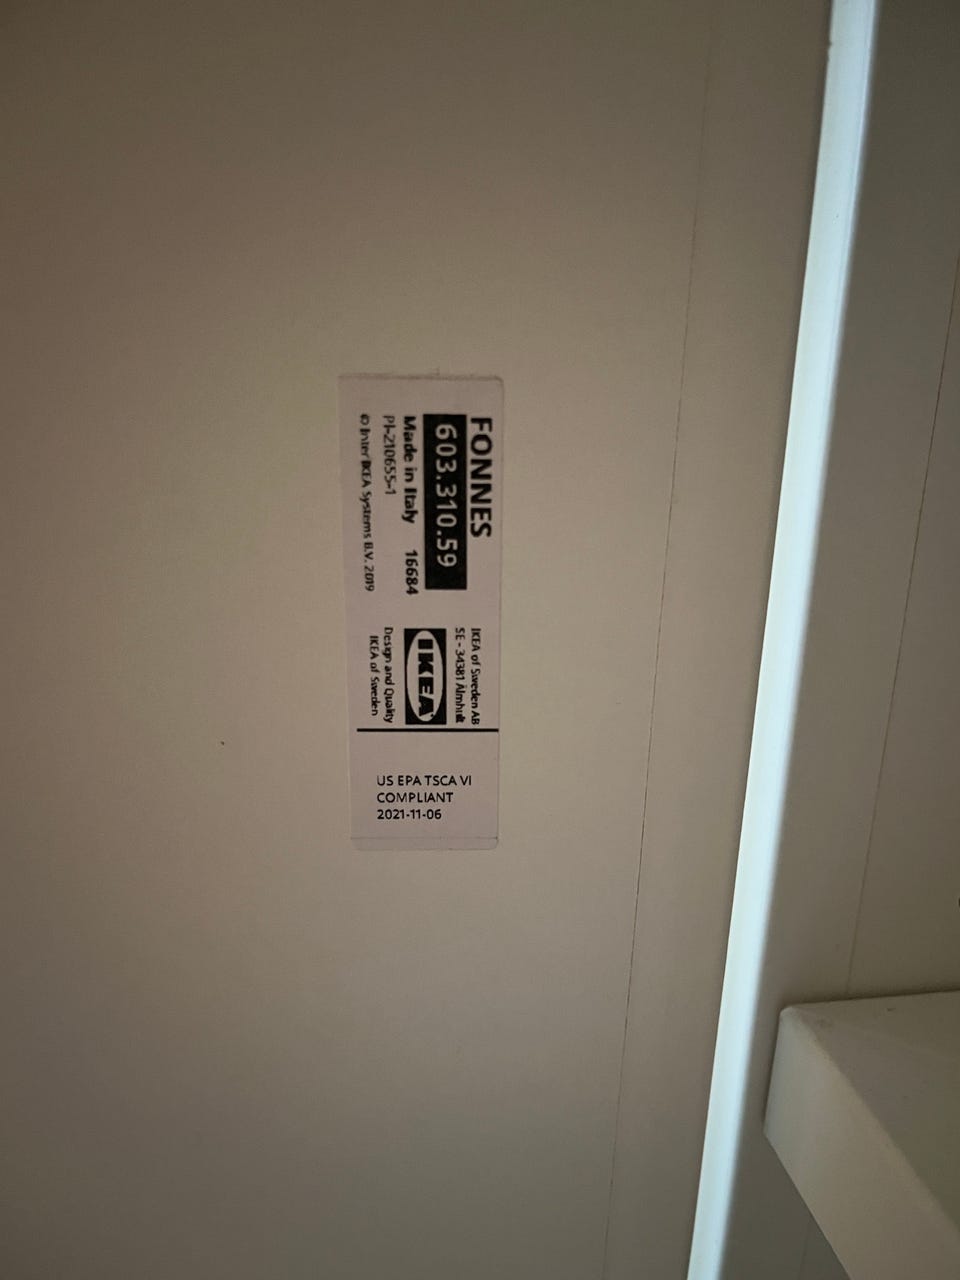 FONNES
603.310.59
Made in Italy 16684
PI-210655-1
© Inter IKEA Systems B.V. 2019
IKEA of Sweden AB
SE - 34381 Älmhult
IKEA
Design and Quality
IKEA of Sweden
US EPA TSCA VI
COMPLIANT
2021-11-06